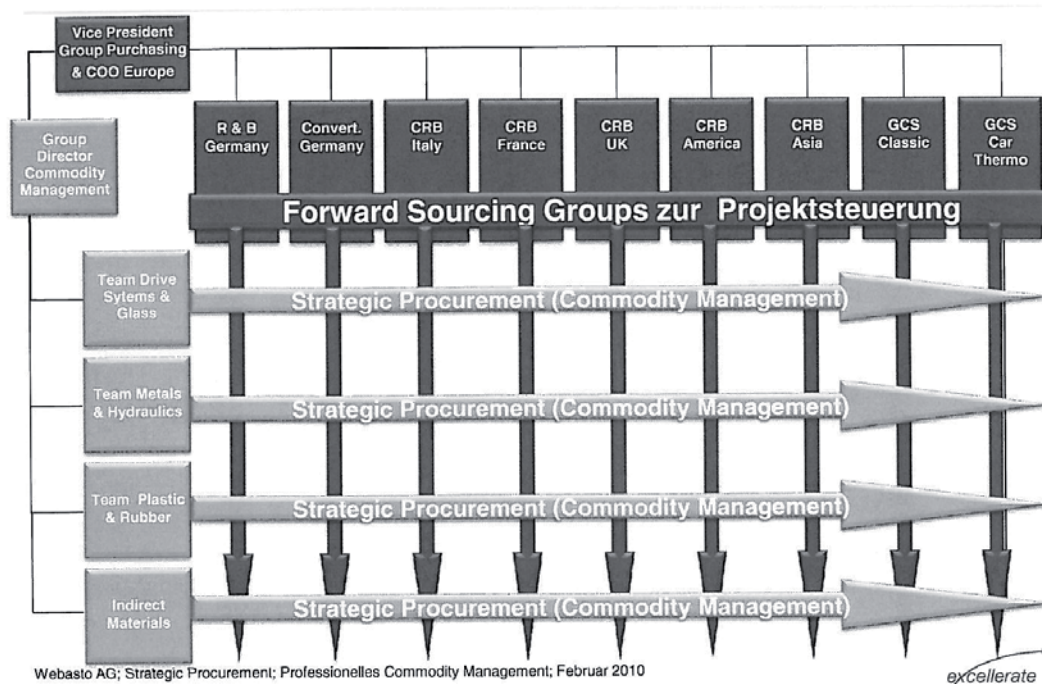 Vice President
Group Purchasing
& COO Europe
Group
Director
Commodity
Management
R & B
Germany
Convert.
Germany
CRB
Italy
CRB
France
CRB
UK
CRB
America
CRB
Asia
GCS
Classic
GCS
Car
Thermo
Forward Sourcing Groups zur Projektsteuerung
Team Drive
Sytems &
Glass
Strategic Procurement (Commodity Management)
Team Metals
& Hydraulics
Strategic Procurement (Commodity Management)
Team Plastic
& Rubber
Strategic Procurement (Commodity Management)
Indirect
Materials
Strategic Procurement (Commodity Management)
Webasto AG; Strategic Procurement; Professionelles Commodity Management; Februar 2010
excellerate